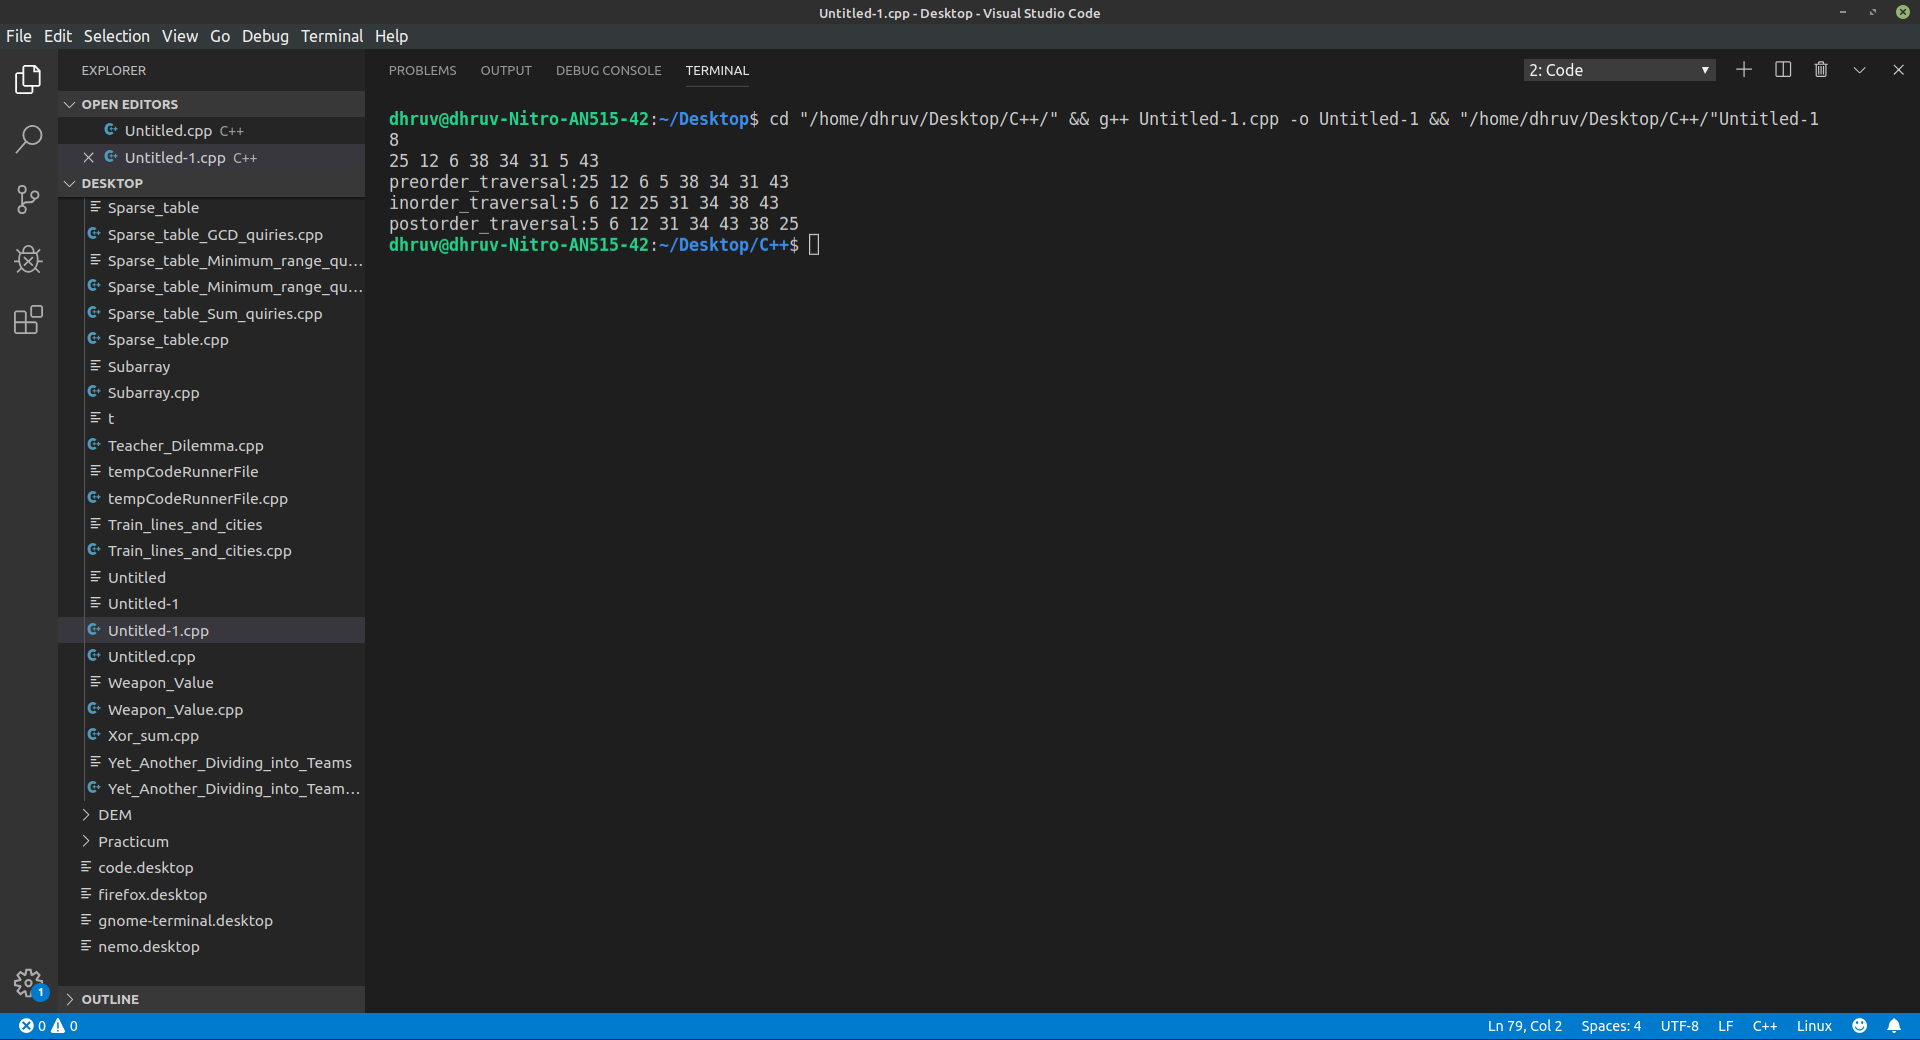 Untitled-1.cpp - Desktop - Visual Studio Code
File Edit Selection View Go Debug Terminal Help
EXPLORER
OPEN EDITORS
Untitled.cpp C++
Untitled-1.cpp C++
DESKTOP
Sparse_table
Sparse_table_GCD_quiries.cpp
Sparse_table_Minimum_range_qu...
Sparse_table_Minimum_range_qu...
Sparse_table_Sum_quiries.cpp
Sparse_table.cpp
Subarray
Subarray.cpp
t
Teacher_Dilemma.cpp
tempCodeRunnerFile
tempCodeRunnerFile.cpp
Train_lines_and_cities
Train_lines_and_cities.cpp
Untitled
Untitled-1
Untitled-1.cpp
Untitled.cpp
Weapon_Value
Weapon_Value.cpp
Xor_sum.cpp
Yet_Another_Dividing_into_Teams
Yet_Another_Dividing_into_Team...
DEM
Practicum
code.desktop
firefox.desktop
gnome-terminal.desktop
nemo.desktop
OUTLINE
1
PROBLEMS OUTPUT DEBUG CONSOLE TERMINAL
2: Code
dhruv@dhruv-Nitro-AN515-42:~/Desktop$ cd "/home/dhruv/Desktop/C++/" && g++ Untitled-1.cpp -o Untitled-1 && "/home/dhruv/Desktop/C++/"Untitled-1
8
25 12 6 38 34 31 5 43
preorder_traversal:25 12 6 5 38 34 31 43
inorder_traversal:5 6 12 25 31 34 38 43
postorder_traversal:5 6 12 31 34 43 38 25
dhruv@dhruv-Nitro-AN515-42:~/Desktop/C++$
0 0
Ln 79, Col 2 Spaces: 4 UTF-8 LF C++ Linux